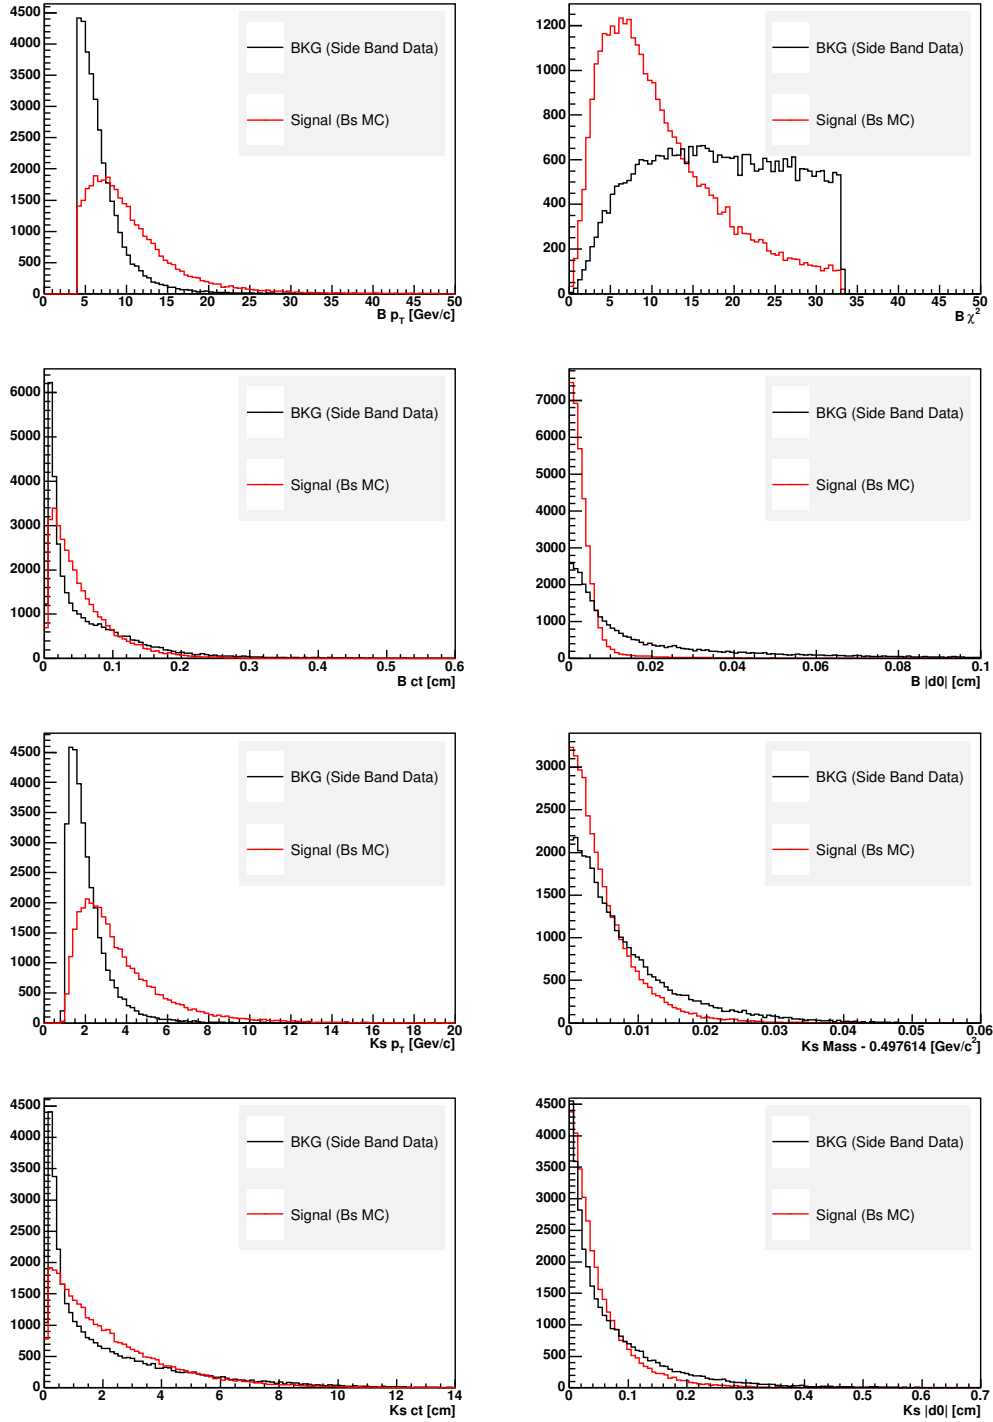 4500
4000
3500
3000
2500
2000
1500
1000
500
0
5 10 15 20 25 30 35 40 45 50
B pT [Gev/c]
BKG (Side Band Data)
Signal (Bs MC)
1200
1000
800
600
400
200
0
0 5 10 15 20 25 30 35 40 45 50
B χ²
BKG (Side Band Data)
Signal (Bs MC)
6000
5000
4000
3000
2000
1000
0
0 0.1 0.2 0.3 0.4 0.5 0.6
B ct [cm]
BKG (Side Band Data)
Signal (Bs MC)
7000
6000
5000
4000
3000
2000
1000
0
0 0.02 0.04 0.06 0.08 0.1
B |d0| [cm]
BKG (Side Band Data)
Signal (Bs MC)
4500
4000
3500
3000
2500
2000
1500
1000
500
0
0 2 4 6 8 10 12 14 16 18 20
Ks pT [Gev/c]
BKG (Side Band Data)
Signal (Bs MC)
3000
2500
2000
1500
1000
500
0
0 0.01 0.02 0.03 0.04 0.05 0.06
Ks Mass - 0.497614 [Gev/c²]
BKG (Side Band Data)
Signal (Bs MC)
4500
4000
3500
3000
2500
2000
1500
1000
500
0
0 2 4 6 8 10 12 14
Ks ct [cm]
BKG (Side Band Data)
Signal (Bs MC)
4500
4000
3500
3000
2500
2000
1500
1000
500
0
0 0.1 0.2 0.3 0.4 0.5 0.6 0.7
Ks |d0| [cm]
BKG (Side Band Data)
Signal (Bs MC)